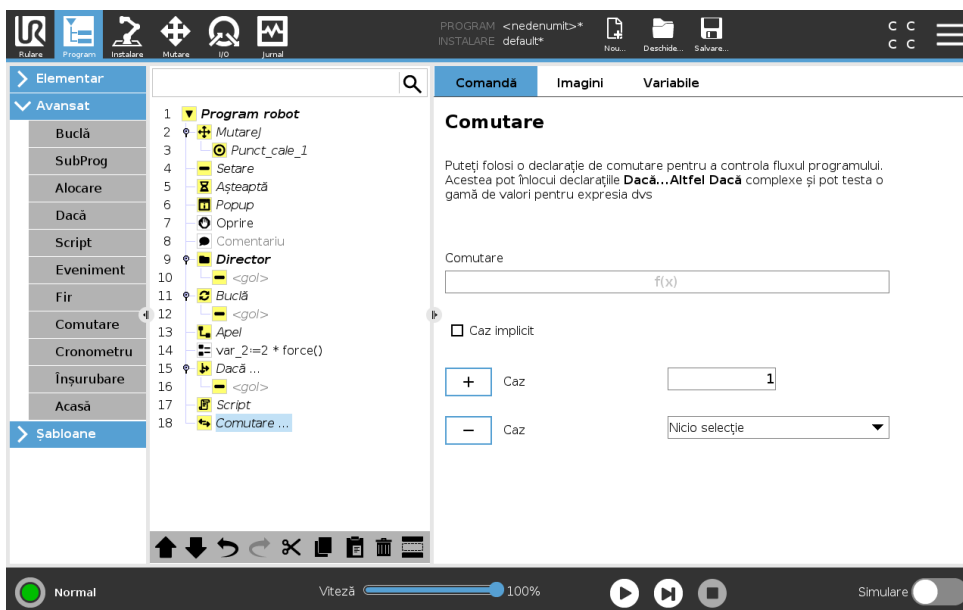 UR
Rulare
Program
Instalare
Mutare
I/O
Jurnal
PROGRAM <nedenumit>*
INSTALARE default*
Nou...
Deschide...
Salvare...
C C
C C
Elementar
Avansat
Buclă
SubProg
Alocare
Dacă
Script
Eveniment
Fir
Comutare
Cronometru
Înșurubare
Acasă
Șabloane
1 Program robot
2 MutareJ
3 Punct_cale_1
4 Setare
5 Așteaptă
6 Popup
7 Oprire
8 Comentariu
9 Director
10 <gol>
11 Buclă
12 <gol>
13 Apel
14 var_2:=2 * force()
15 Dacă ...
16 <gol>
17 Script
18 Comutare ...
Comandă Imagini Variabile
Comutare
Puteți folosi o declarație de comutare pentru a controla fluxul programului.
Acestea pot înlocui declarațiile Dacă...Altfel Dacă complexe și pot testa o
gamă de valori pentru expresia dvs
Comutare
f(x)
Caz implicit
+ Caz 1
− Caz Nicio selecție
Normal
Viteză 100%
Simulare